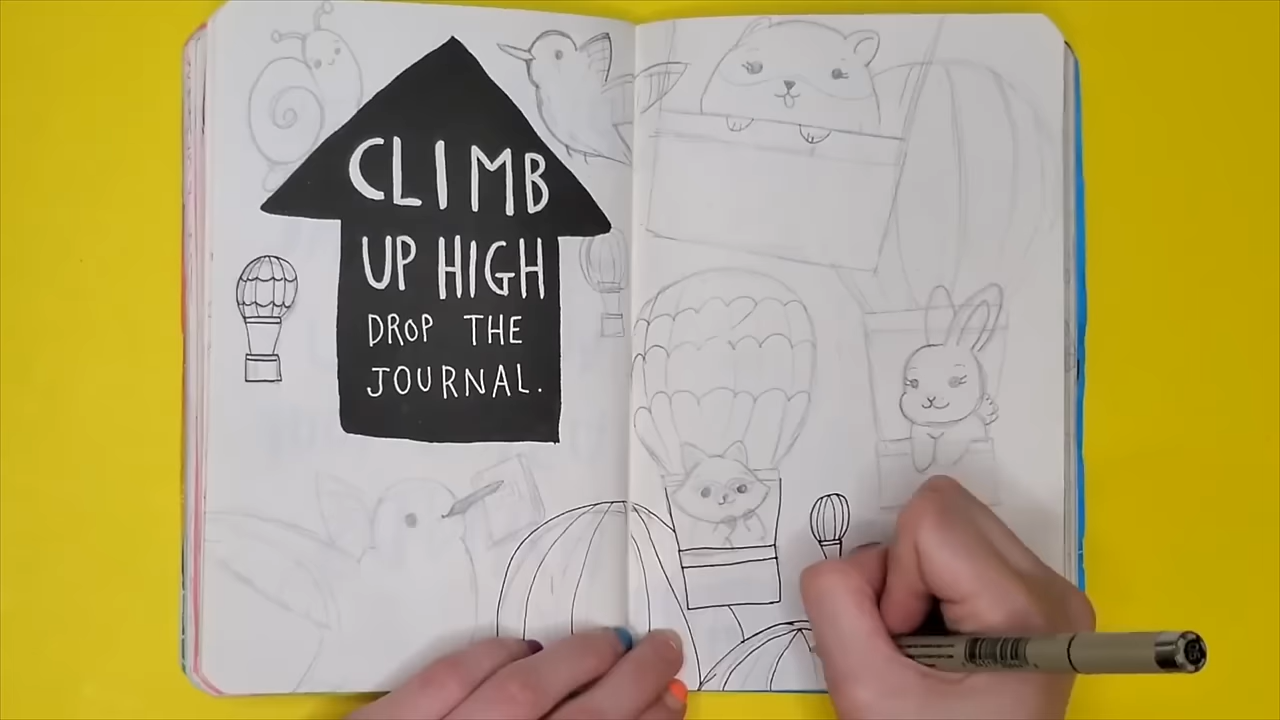 CLIMB
UP HIGH
DROP THE
JOURNAL.